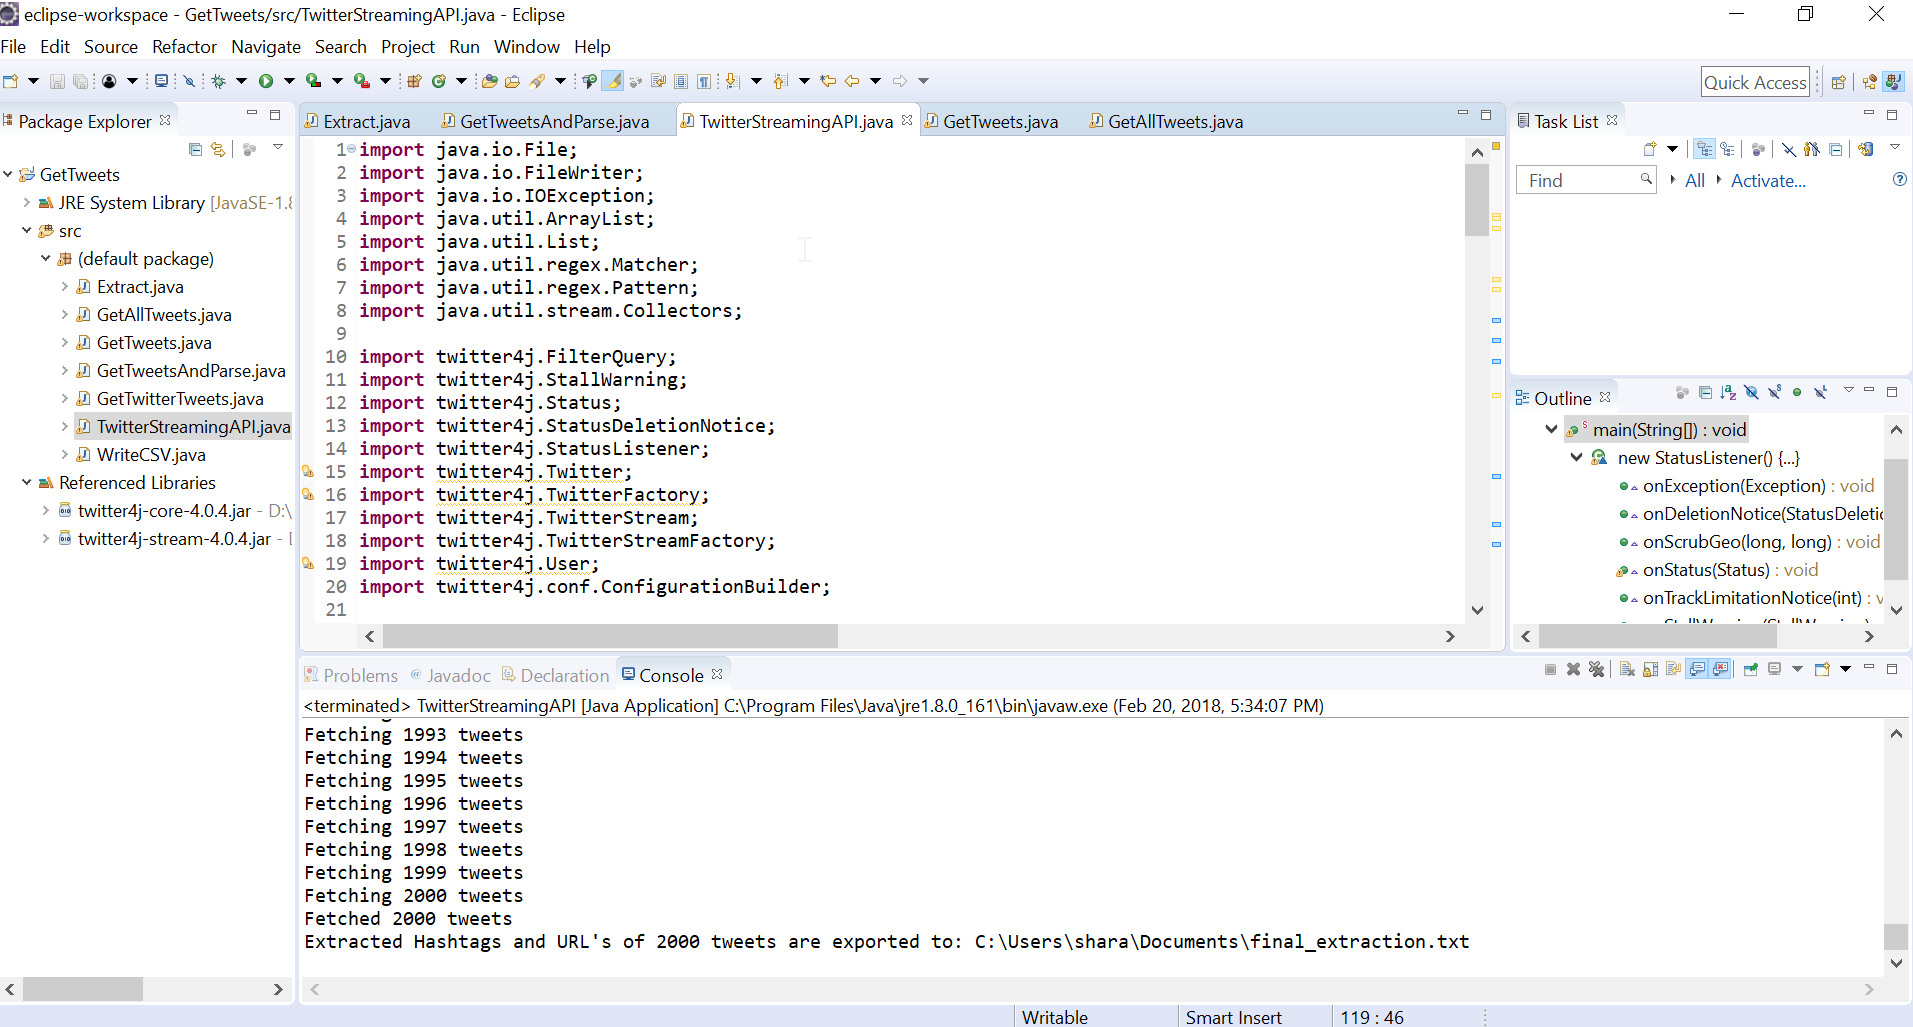 eclipse-workspace - GetTweets/src/TwitterStreamingAPI.java - Eclipse
File Edit Source Refactor Navigate Search Project Run Window Help
Quick Access
Package Explorer
GetTweets
JRE System Library [JavaSE-1.8
src
(default package)
Extract.java
GetAllTweets.java
GetTweets.java
GetTweetsAndParse.java
GetTwitterTweets.java
TwitterStreamingAPI.java
WriteCSV.java
Referenced Libraries
twitter4j-core-4.0.4.jar - D:\
twitter4j-stream-4.0.4.jar - 
Extract.java GetTweetsAndParse.java TwitterStreamingAPI.java GetTweets.java GetAllTweets.java
1 import java.io.File;
2 import java.io.FileWriter;
3 import java.io.IOException;
4 import java.util.ArrayList;
5 import java.util.List;
6 import java.util.regex.Matcher;
7 import java.util.regex.Pattern;
8 import java.util.stream.Collectors;
9
10 import twitter4j.FilterQuery;
11 import twitter4j.StallWarning;
12 import twitter4j.Status;
13 import twitter4j.StatusDeletionNotice;
14 import twitter4j.StatusListener;
15 import twitter4j.Twitter;
16 import twitter4j.TwitterFactory;
17 import twitter4j.TwitterStream;
18 import twitter4j.TwitterStreamFactory;
19 import twitter4j.User;
20 import twitter4j.conf.ConfigurationBuilder;
21
Task List
Find All Activate...
Outline
main(String[]) : void
new StatusListener() {...}
onException(Exception) : void
onDeletionNotice(StatusDeletic
onScrubGeo(long, long) : void
onStatus(Status) : void
onTrackLimitationNotice(int) : v
Problems @ Javadoc Declaration Console
<terminated> TwitterStreamingAPI [Java Application] C:\Program Files\Java\jre1.8.0_161\bin\javaw.exe (Feb 20, 2018, 5:34:07 PM)
Fetching 1993 tweets
Fetching 1994 tweets
Fetching 1995 tweets
Fetching 1996 tweets
Fetching 1997 tweets
Fetching 1998 tweets
Fetching 1999 tweets
Fetching 2000 tweets
Fetched 2000 tweets
Extracted Hashtags and URL's of 2000 tweets are exported to: C:\Users\shara\Documents\final_extraction.txt
Writable Smart Insert 119 : 46